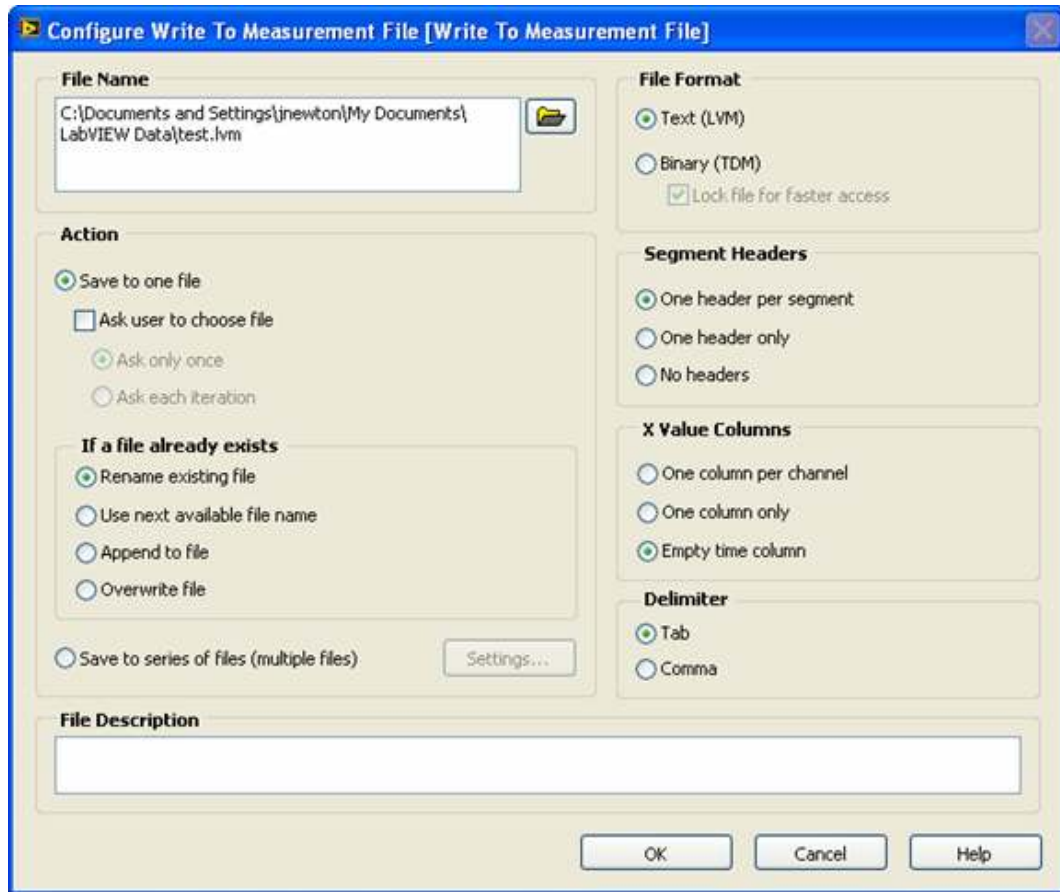 Configure Write To Measurement File [Write To Measurement File]
File Name
C:\Documents and Settings\jnewton\My Documents\
LabVIEW Data\test.lvm
Action
Save to one file
Ask user to choose file
Ask only once
Ask each iteration
If a file already exists
Rename existing file
Use next available file name
Append to file
Overwrite file
Save to series of files (multiple files)
Settings...
File Format
Text (LVM)
Binary (TDM)
Lock file for faster access
Segment Headers
One header per segment
One header only
No headers
X Value Columns
One column per channel
One column only
Empty time column
Delimiter
Tab
Comma
File Description
OK
Cancel
Help